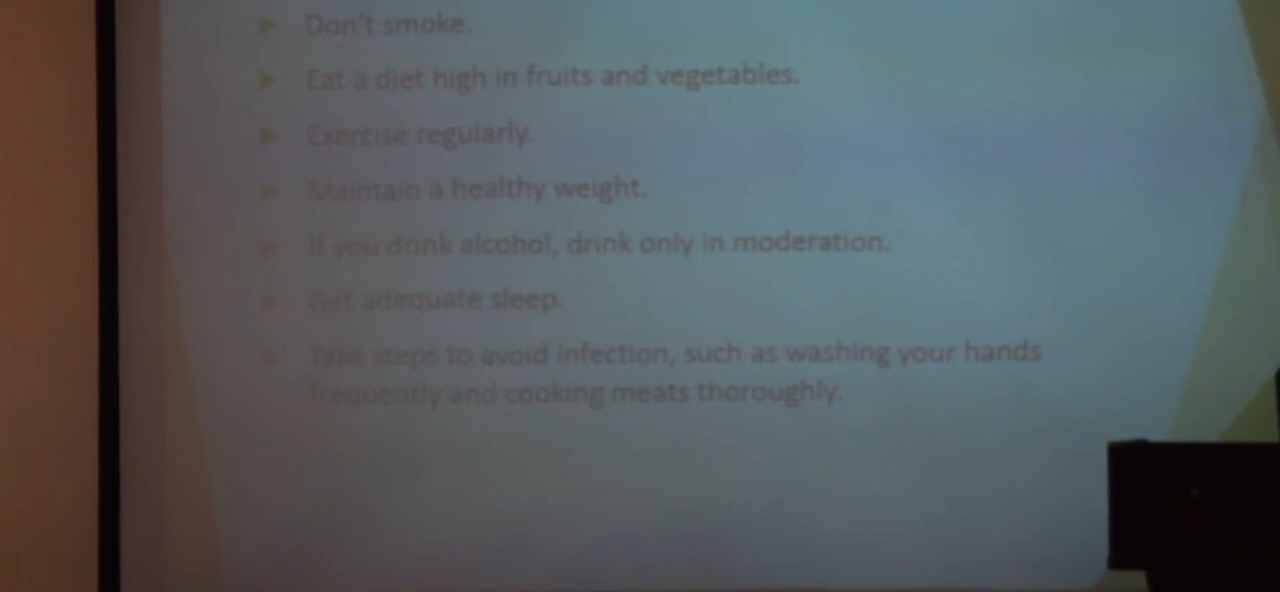 Don't smoke.
Eat a diet high in fruits and vegetables.
Exercise regularly.
Maintain a healthy weight.
If you drink alcohol, drink only in moderation.
Get adequate sleep.
Take steps to avoid infection, such as washing your hands
frequently and cooking meats thoroughly.